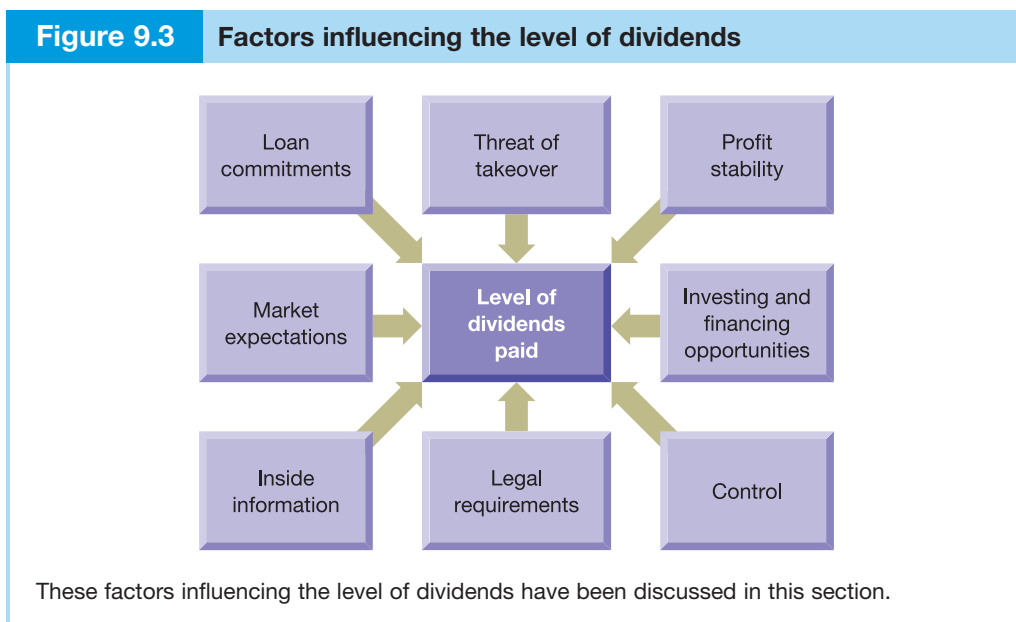 Figure 9.3 Factors influencing the level of dividends
Loan
commitments
Threat of
takeover
Profit
stability
Market
expectations
Level of
dividends
paid
Investing and
financing
opportunities
Inside
information
Legal
requirements
Control
These factors influencing the level of dividends have been discussed in this section.